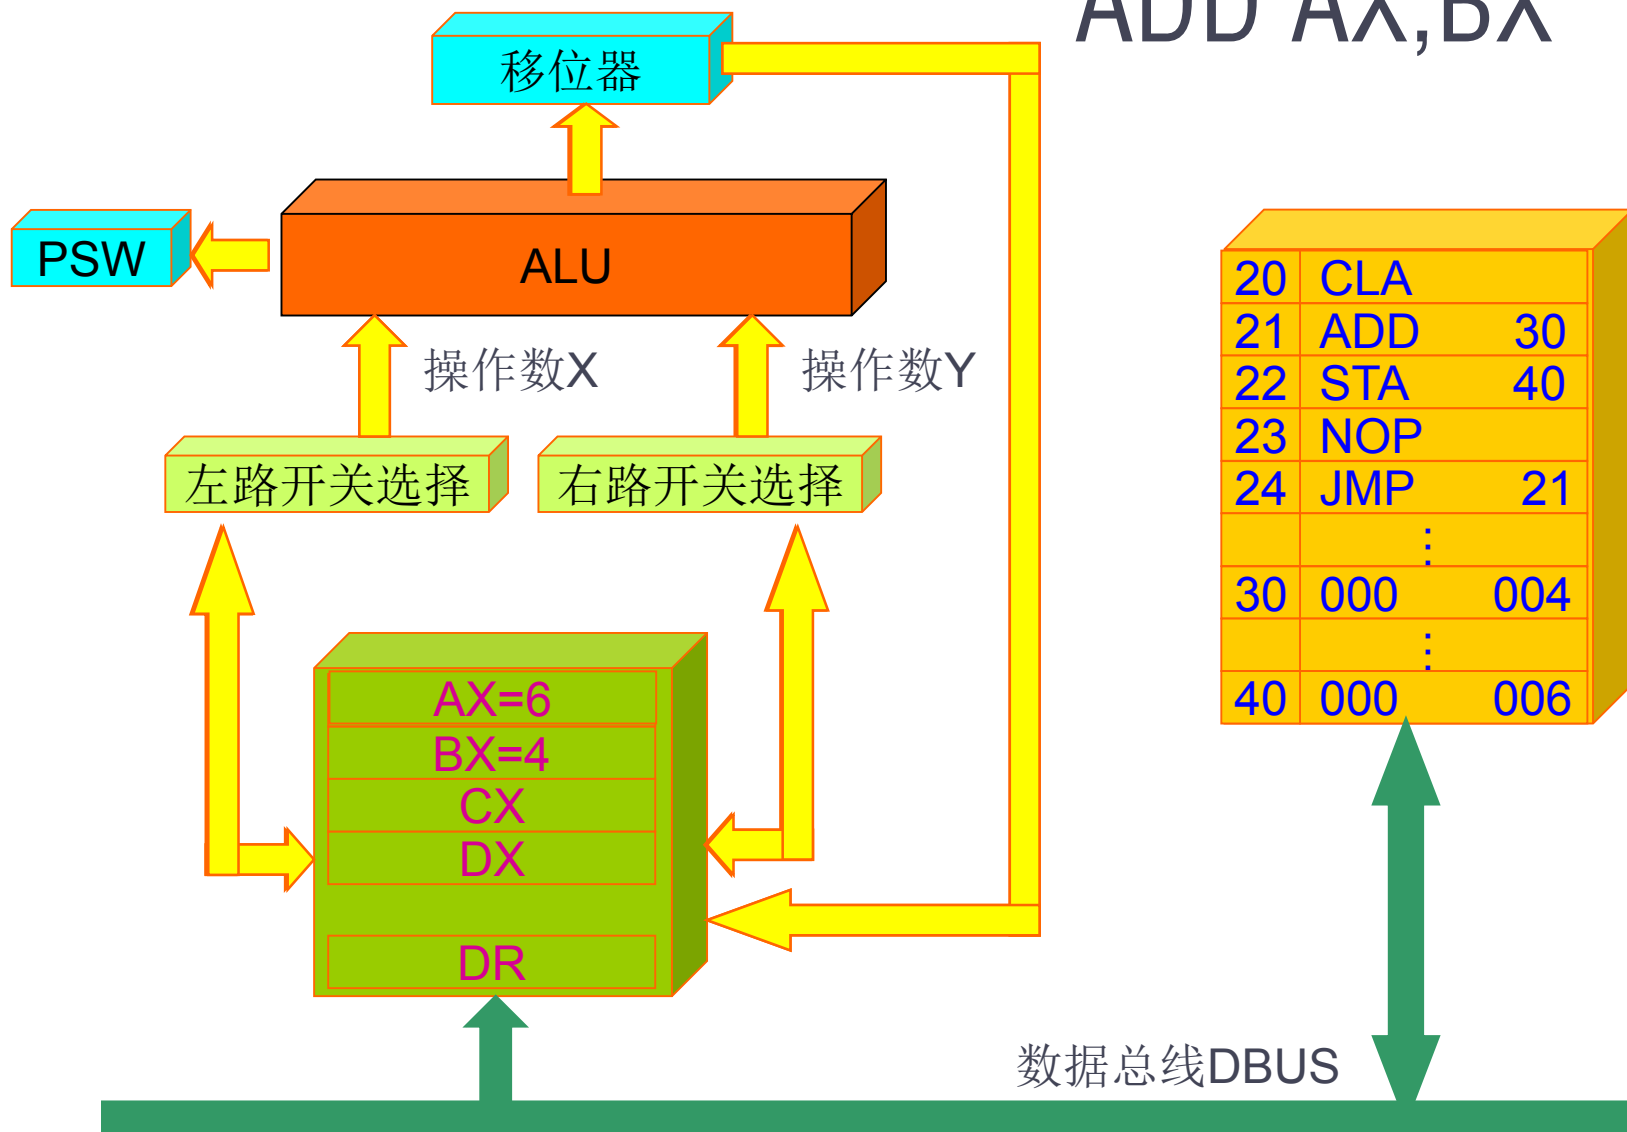 ADD AX,BX
移位器
PSW
ALU
操作数X
操作数Y
左路开关选择
右路开关选择
AX=6
BX=4
CX
DX
DR
20 CLA
21 ADD 30
22 STA 40
23 NOP
24 JMP 21
⋮
30 000 004
⋮
40 000 006
数据总线DBUS